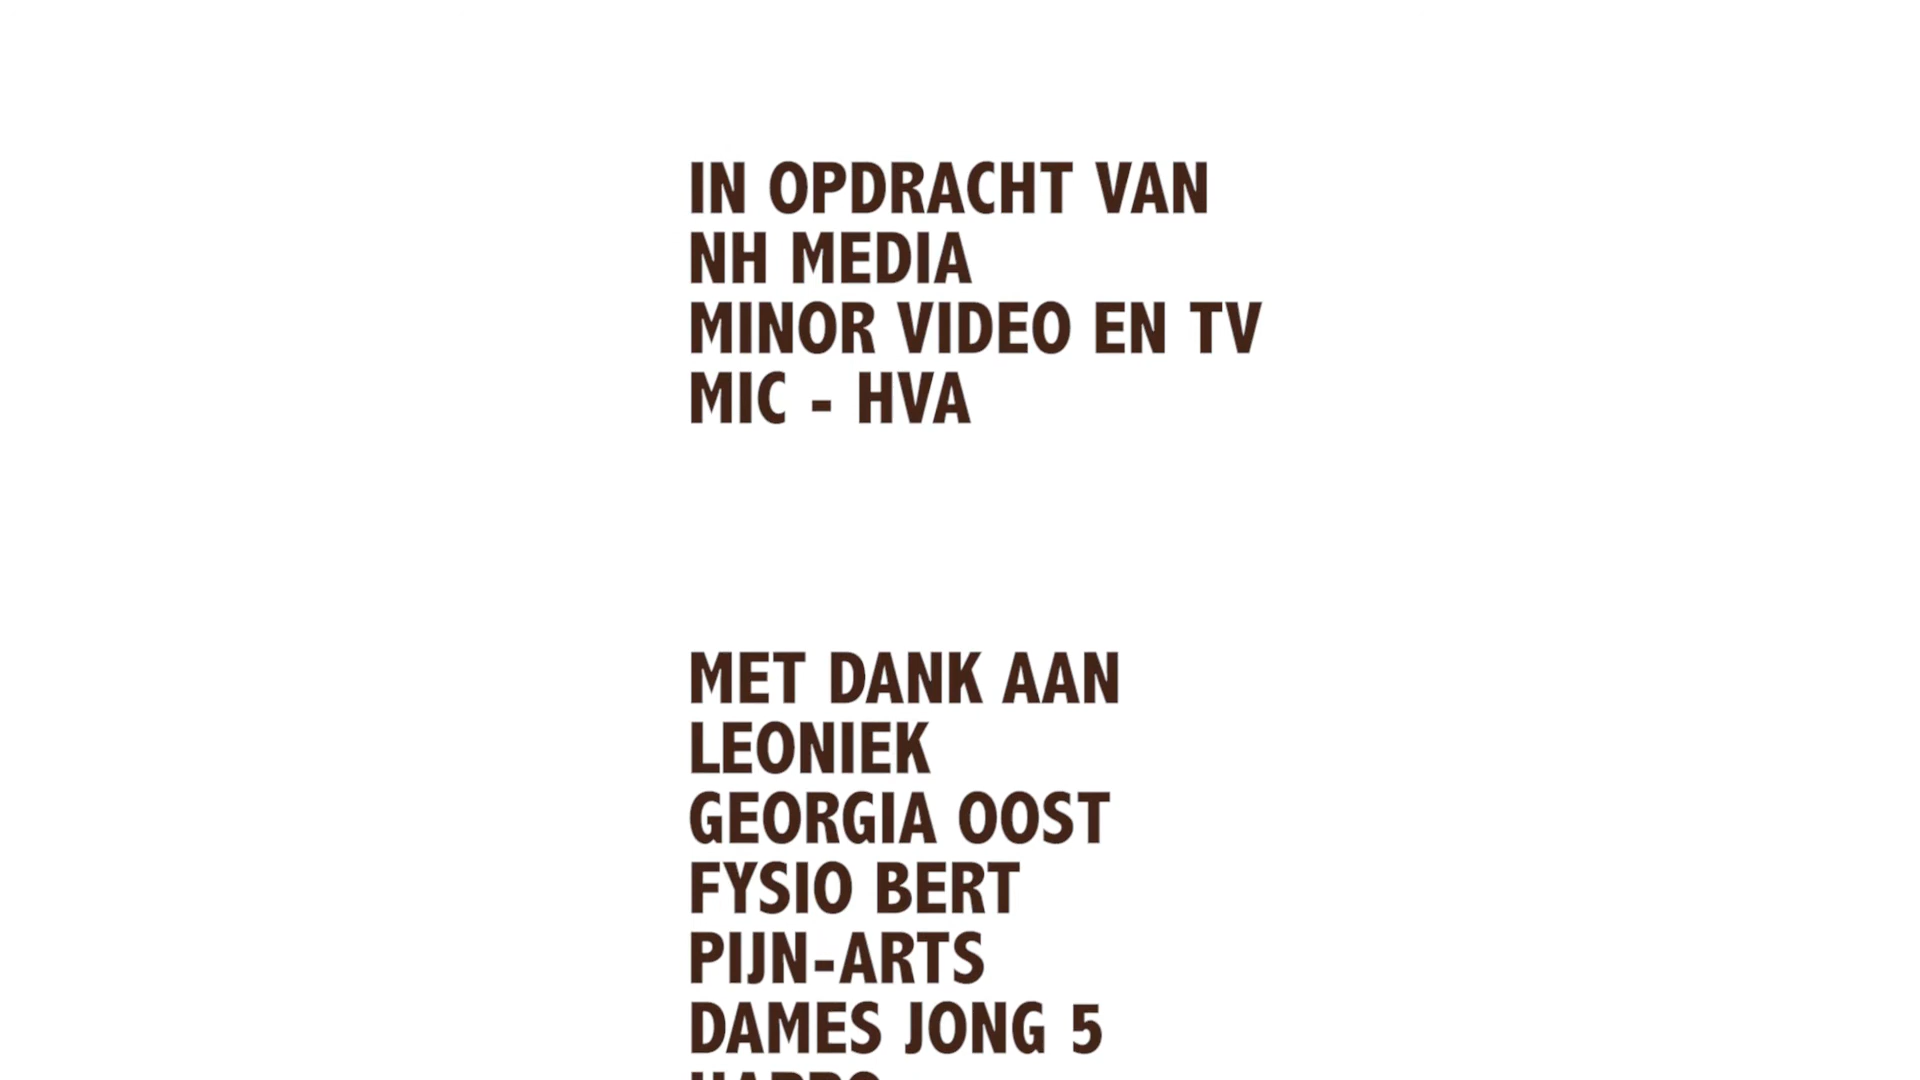 IN OPDRACHT VAN
NH MEDIA
MINOR VIDEO EN TV
MIC - HVA
MET DANK AAN
LEONIEK
GEORGIA OOST
FYSIO BERT
PIJN-ARTS
DAMES JONG 5